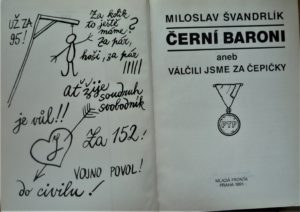 UŽ ZA
95!
Za kolik
to ještě
máme?
Za pár,
hoši, za pár
!!!!!
ať žije
soudruh
svobodník
je vůl!!
Za 152!
VOJNO POVOL!
do civilu!
MILOSLAV ŠVANDRLÍK
ČERNÍ BARONI
aneb
VÁLČILI JSME ZA ČEPIČKY
PTP
MLADÁ FRONTA
PRAHA 1991